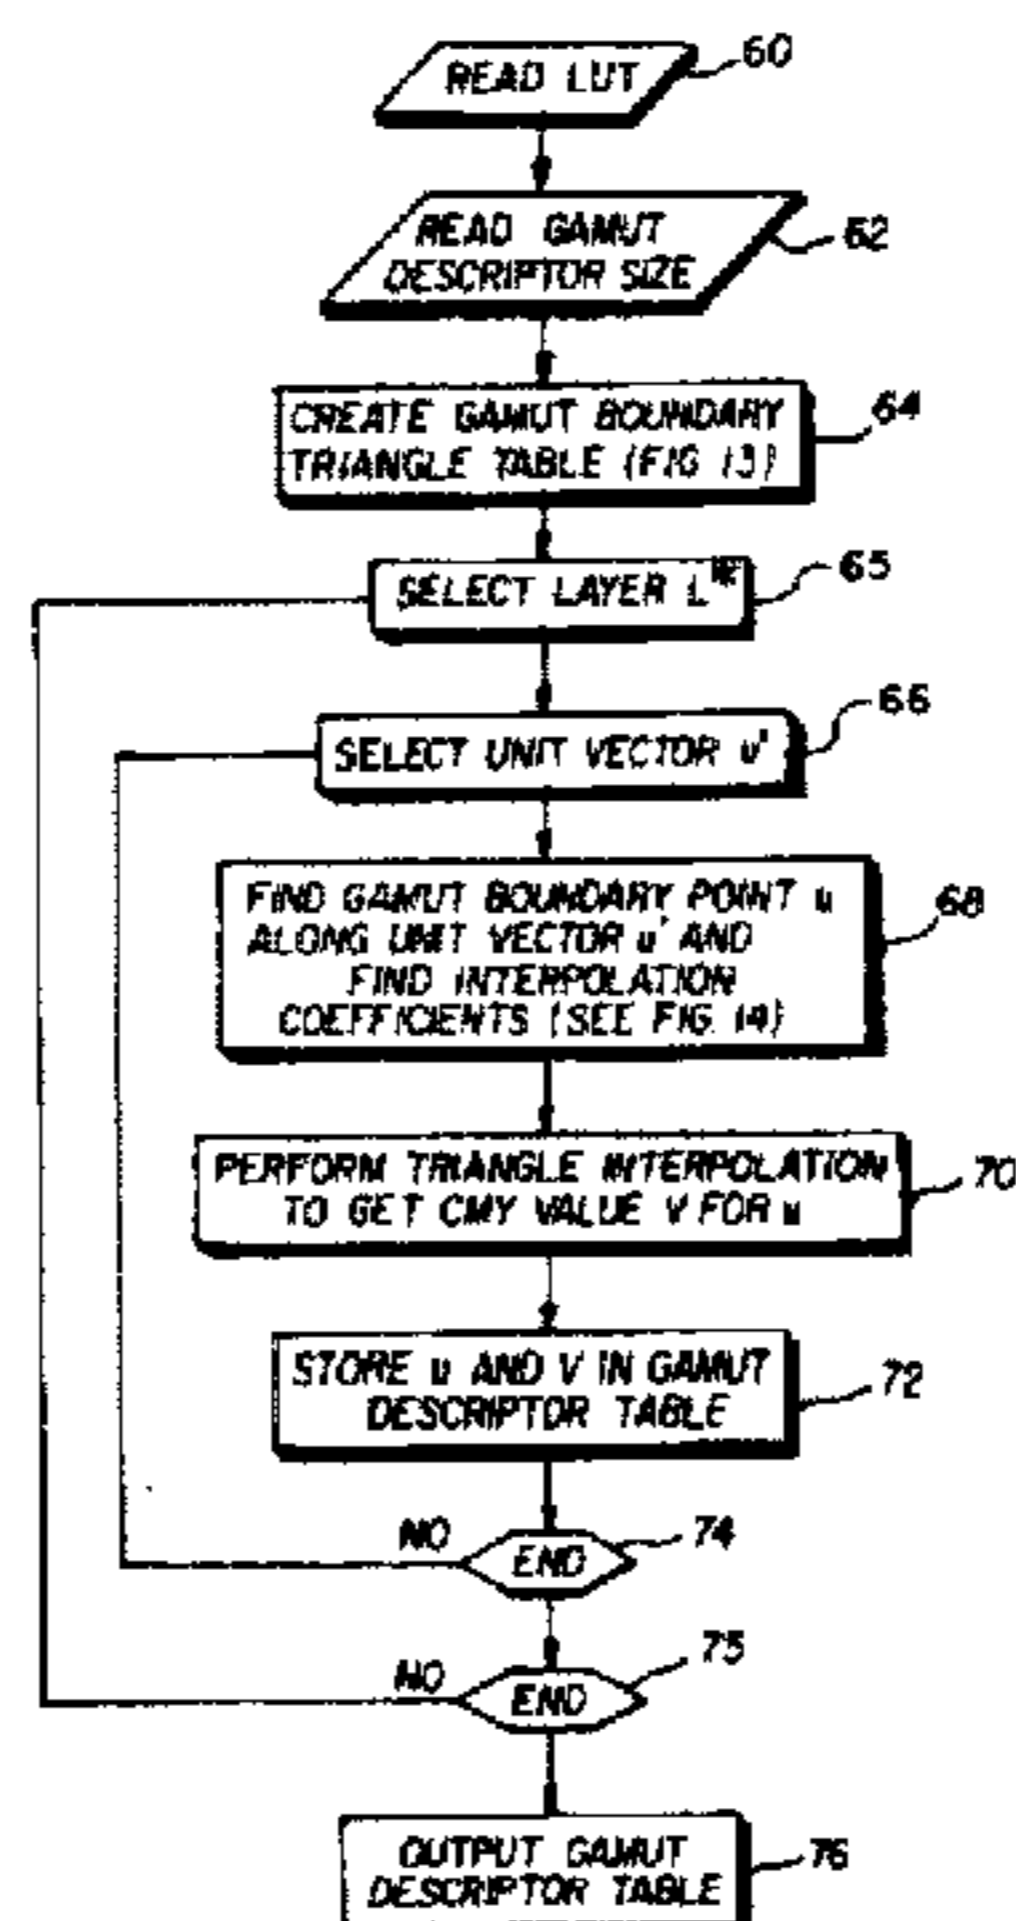 READ LUT
60
READ GAMUT
DESCRIPTOR SIZE
62
CREATE GAMUT BOUNDARY
TRIANGLE TABLE (FIG 13)
64
SELECT LAYER L*
65
SELECT UNIT VECTOR u'
66
FIND GAMUT BOUNDARY POINT u
ALONG UNIT VECTOR u' AND
FIND INTERPOLATION
COEFFICIENTS (SEE FIG. 14)
68
PERFORM TRIANGLE INTERPOLATION
TO GET CMY VALUE V FOR u
70
STORE u AND V IN GAMUT
DESCRIPTOR TABLE
72
NO
END
74
NO
END
75
OUTPUT GAMUT
DESCRIPTOR TABLE
76